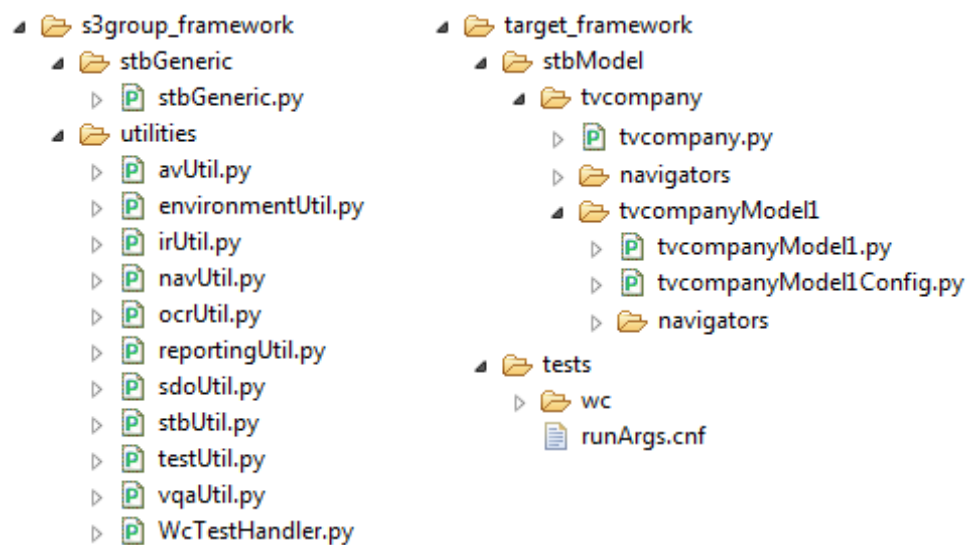 s3group_framework
stbGeneric
stbGeneric.py
utilities
avUtil.py
environmentUtil.py
irUtil.py
navUtil.py
ocrUtil.py
reportingUtil.py
sdoUtil.py
stbUtil.py
testUtil.py
vqaUtil.py
WcTestHandler.py
target_framework
stbModel
tvcompany
tvcompany.py
navigators
tvcompanyModel1
tvcompanyModel1.py
tvcompanyModel1Config.py
navigators
tests
wc
runArgs.cnf